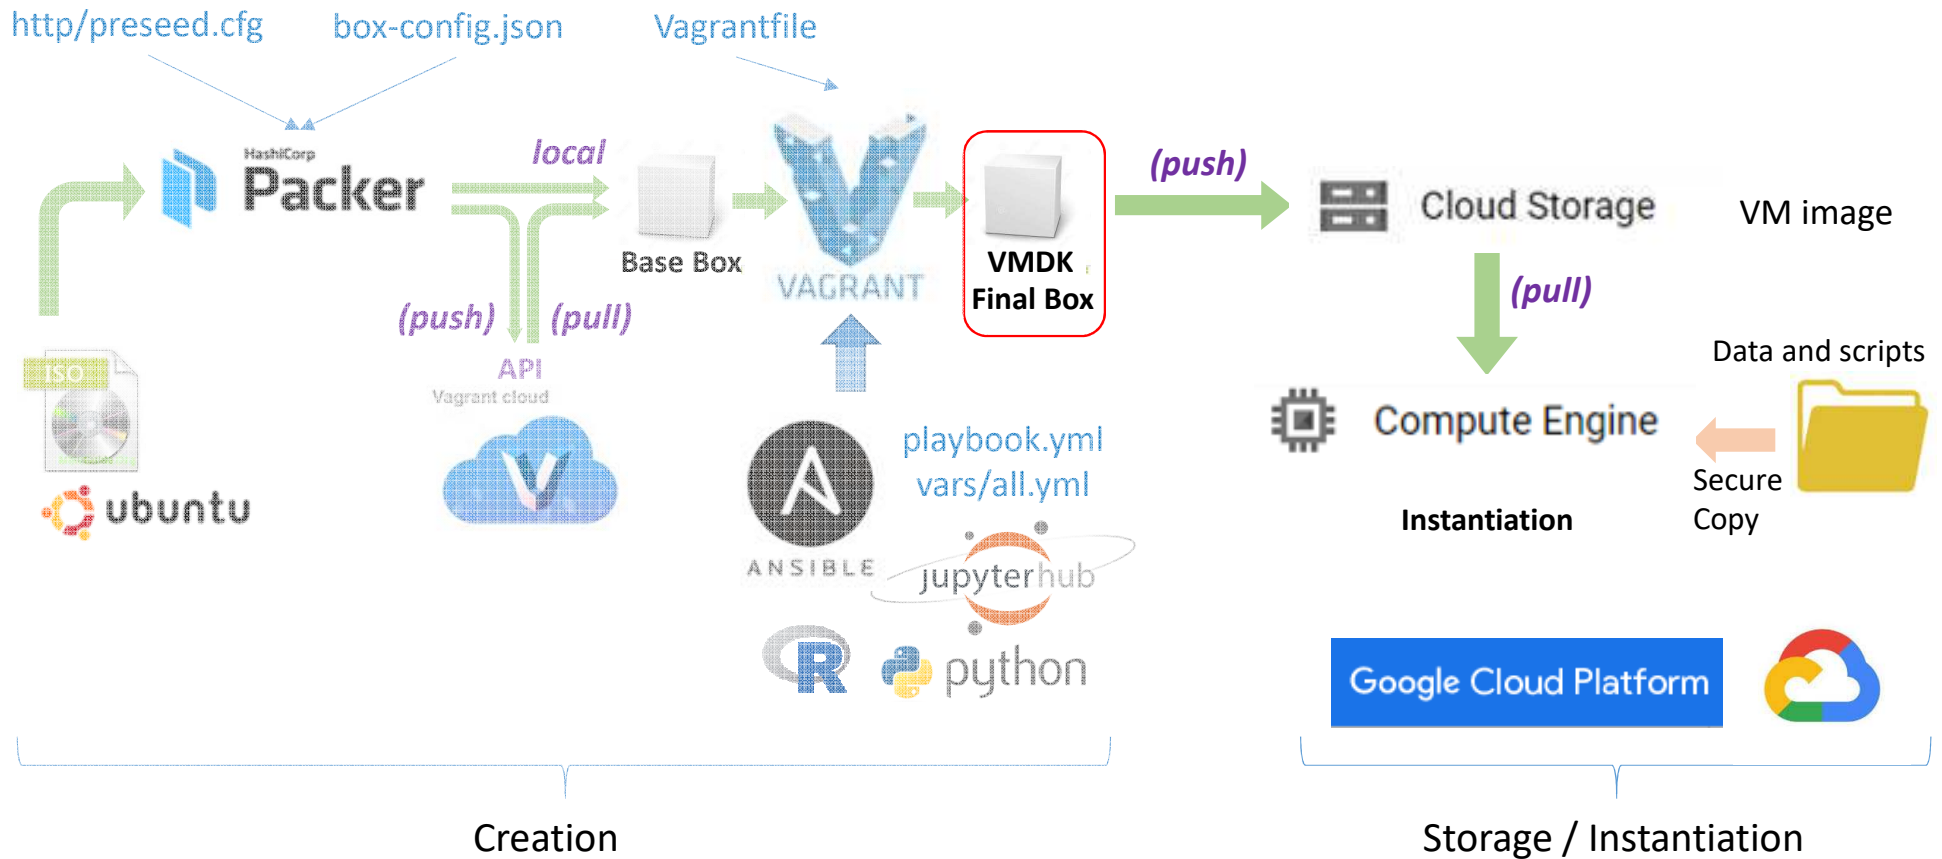 http/preseed.cfg
box-config.json
Vagrantfile
HashiCorp
Packer
local
Base Box
VAGRANT
VMDK
Final Box
(push)
Cloud Storage
VM image
(push)
(pull)
API
Vagrant cloud
(pull)
ISO
ubuntu
Data and scripts
Compute Engine
Secure
Copy
Instantiation
ANSIBLE
playbook.yml
vars/all.yml
jupyterhub
R
python
Google Cloud Platform
Creation
Storage / Instantiation